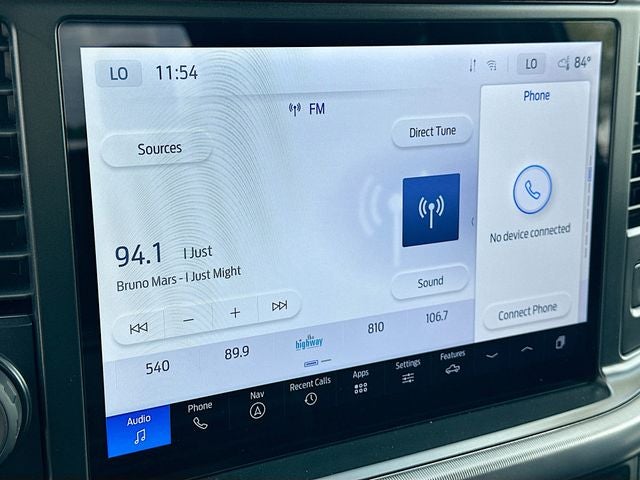 LO 11:54 LO 84°
FM
Phone
Sources
Direct Tune
No device connected
94.1 I Just
Bruno Mars - I Just Might
Sound
Connect Phone
540 89.9 the highway 810 106.7
Audio Phone Nav Recent Calls Apps Settings Features